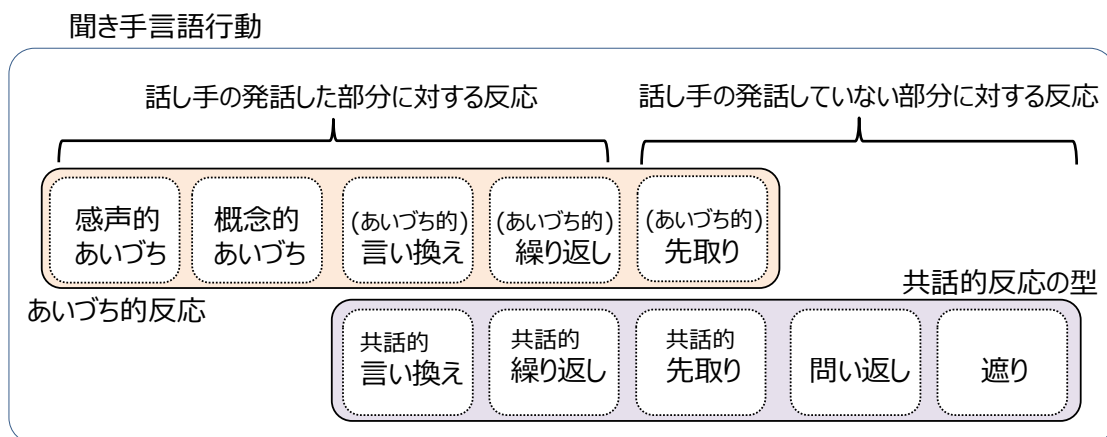 聞き手言語行動
話し手の発話した部分に対する反応
話し手の発話していない部分に対する反応
感声的
あいづち
概念的
あいづち
(あいづち的)
言い換え
(あいづち的)
繰り返し
(あいづち的)
先取り
あいづち的反応
共話的反応の型
共話的
言い換え
共話的
繰り返し
共話的
先取り
問い返し
遮り